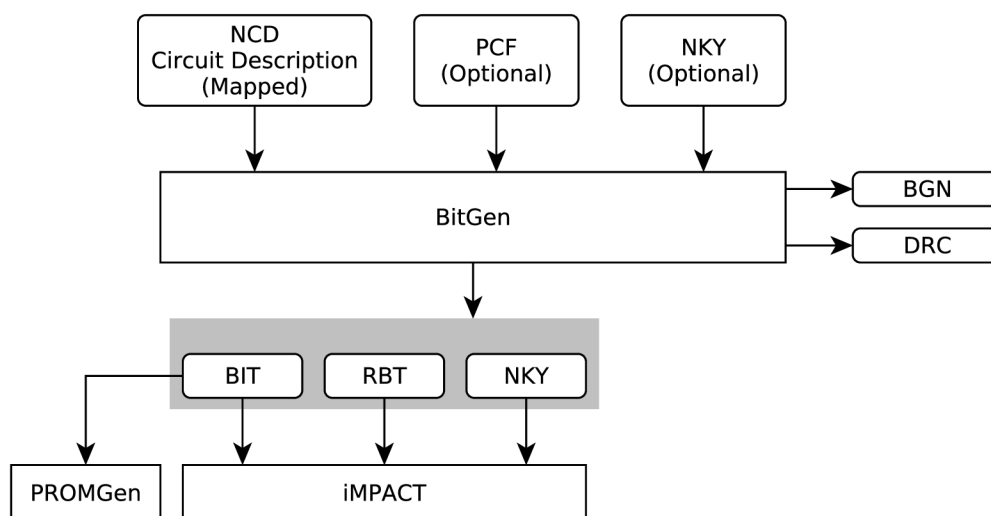 NCD
Circuit Description
(Mapped)
PCF
(Optional)
NKY
(Optional)
BitGen
BGN
DRC
BIT
RBT
NKY
PROMGen
iMPACT